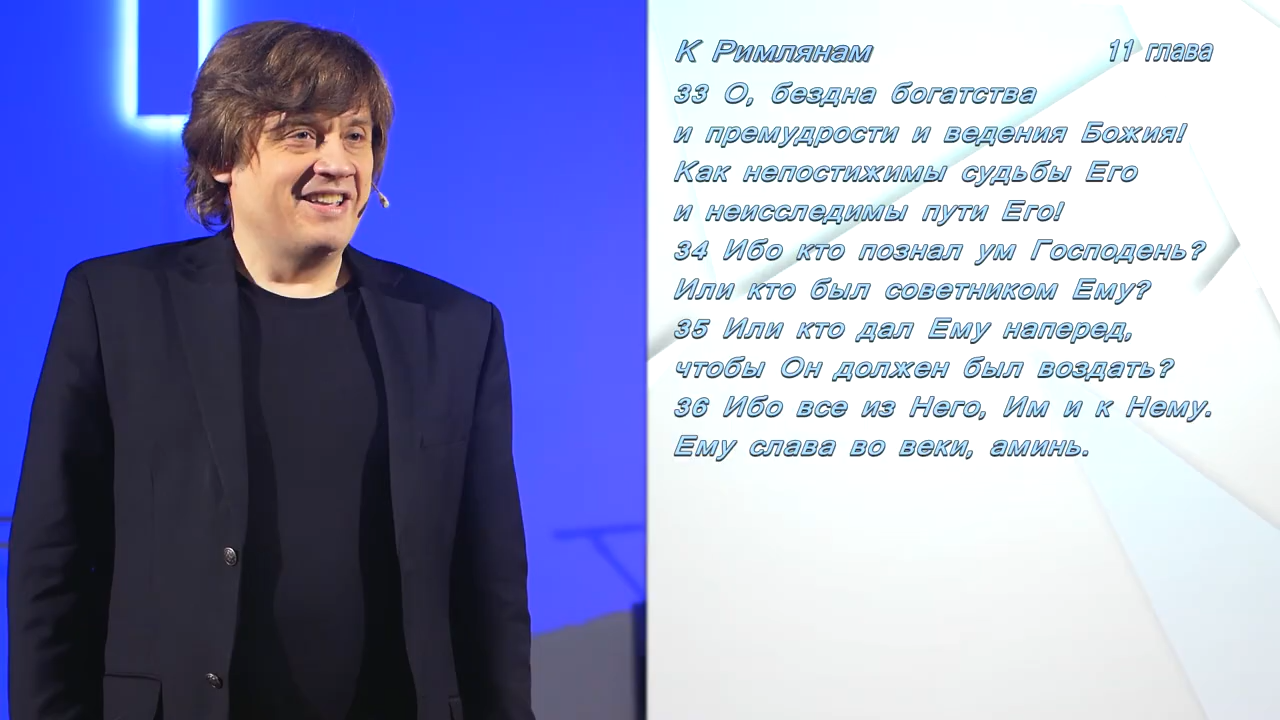 К Римлянам 11 глава
33 О, бездна богатства
и премудрости и ведения Божия!
Как непостижимы судьбы Его
и неисследимы пути Его!
34 Ибо кто познал ум Господень?
Или кто был советником Ему?
35 Или кто дал Ему наперед,
чтобы Он должен был воздать?
36 Ибо все из Него, Им и к Нему.
Ему слава во веки, аминь.